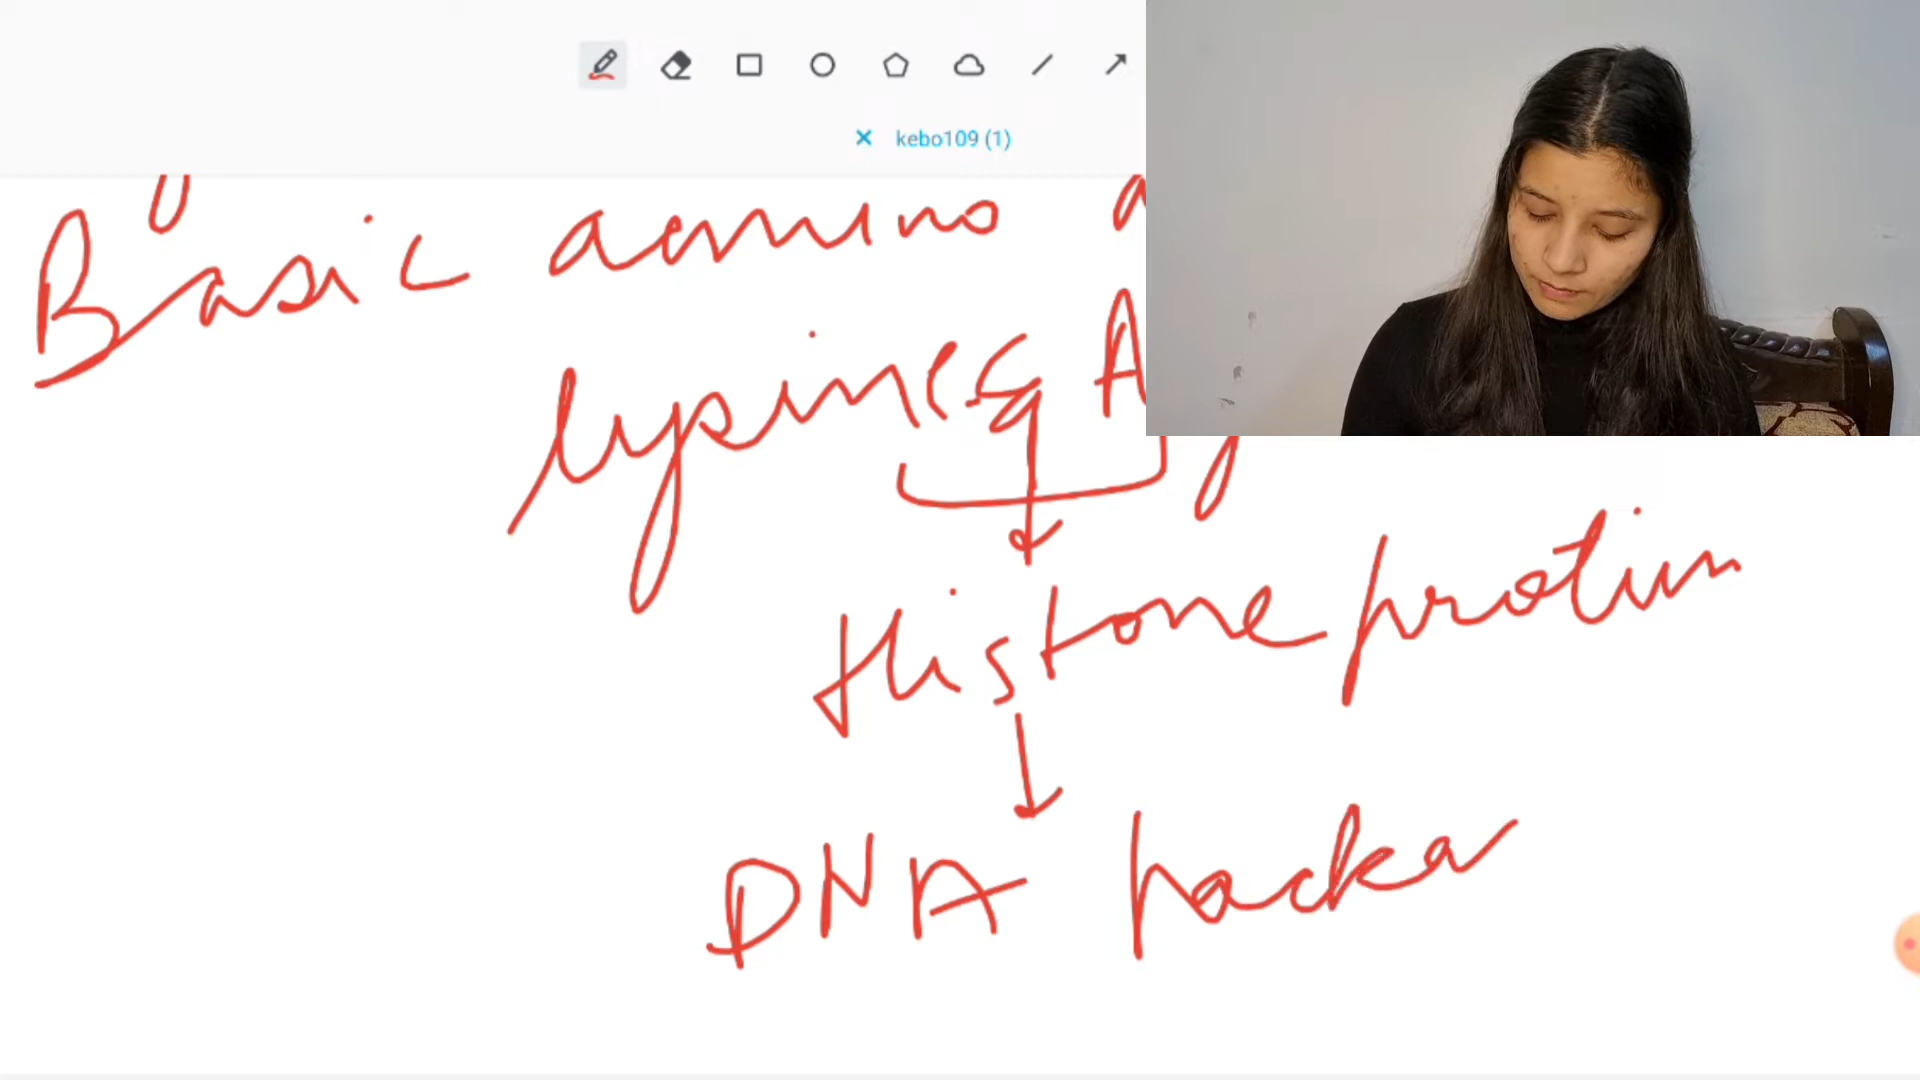 kebo109 (1)
Basic amino a
lysine & A
Histone protein
DNA packa